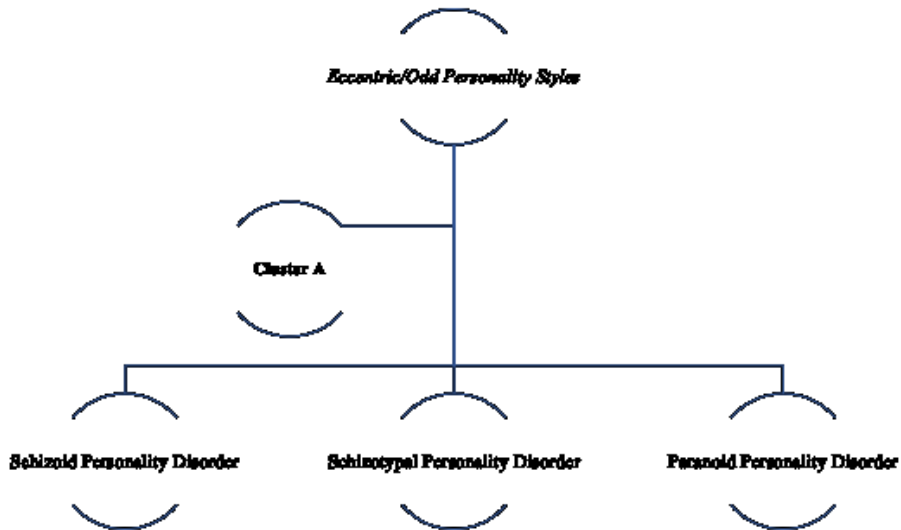 Eccentric/Odd Personality Styles
Cluster A
Schizoid Personality Disorder
Schizotypal Personality Disorder
Paranoid Personality Disorder